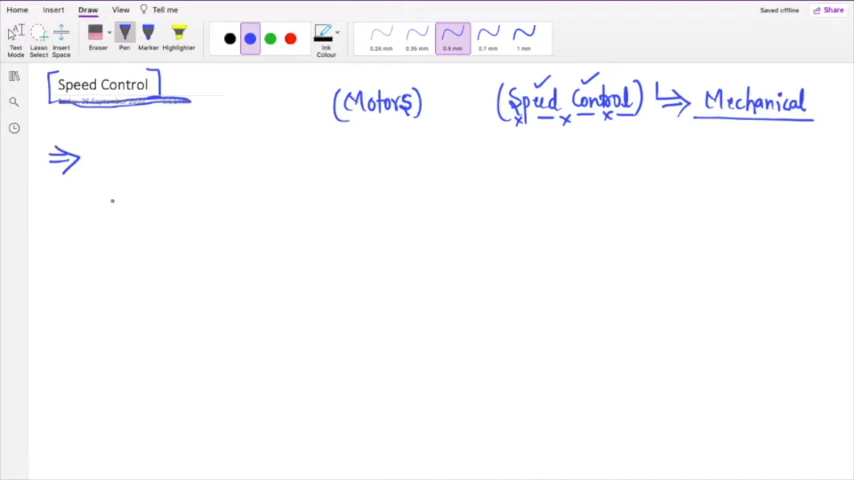 Home Insert Draw View Tell me
Saved offline Share
Text Mode Lasso Select Insert Space Eraser Pen Marker Highlighter Ink Colour 0.25 mm 0.35 mm 0.5 mm 0.7 mm 1 mm
Speed Control
(Motors) (Speed Control) ⇒ Mechanical
25 September
⇒